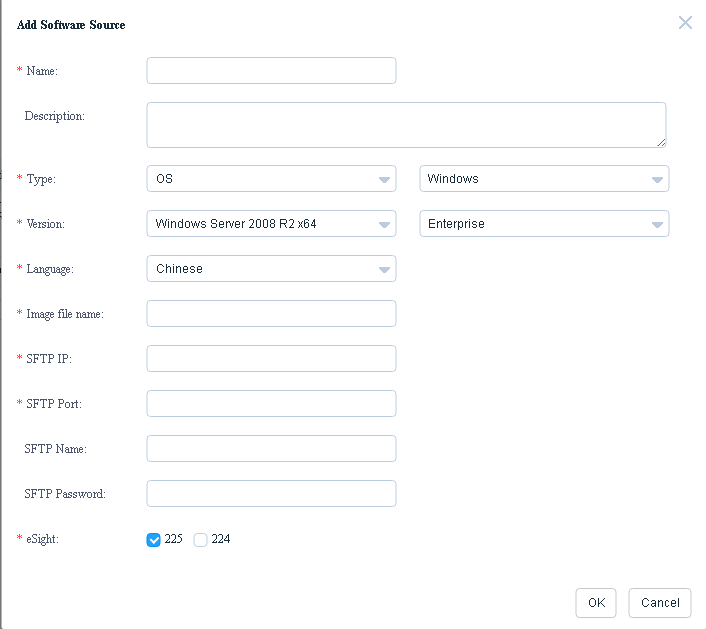 Add Software Source
* Name:
Description:
* Type: OS Windows
* Version: Windows Server 2008 R2 x64 Enterprise
* Language: Chinese
* Image file name:
* SFTP IP:
* SFTP Port:
SFTP Name:
SFTP Password:
* eSight: 225 224
OK Cancel